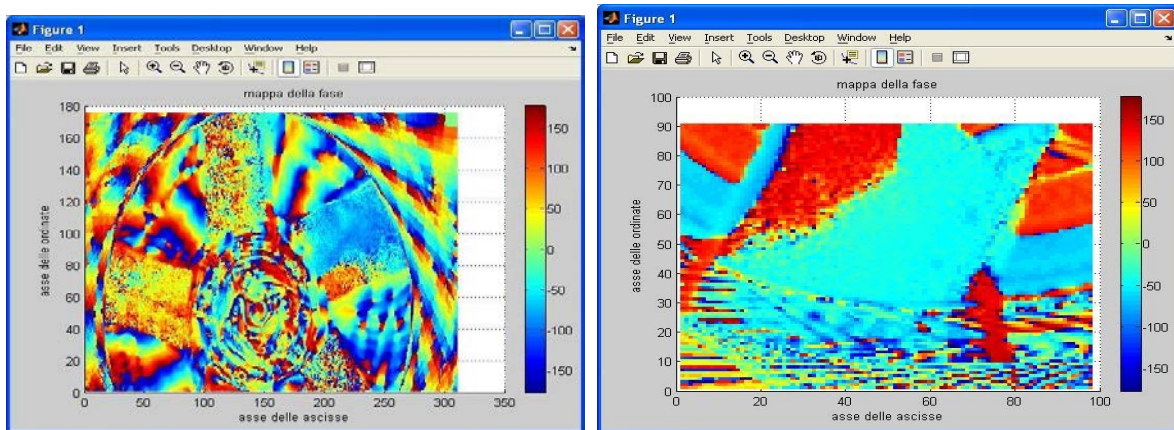 Figure 1
File Edit View Insert Tools Desktop Window Help
mappa della fase
180
160
140
120
100
80
60
40
20
0
asse delle ordinate
0 50 100 150 200 250 300 350
asse delle ascisse
150
100
50
0
-50
-100
-150
Figure 1
File Edit View Insert Tools Desktop Window Help
mappa della fase
100
90
80
70
60
50
40
30
20
10
0
asse delle ordinate
0 20 40 60 80 100
asse delle ascisse
150
100
50
0
-50
-100
-150